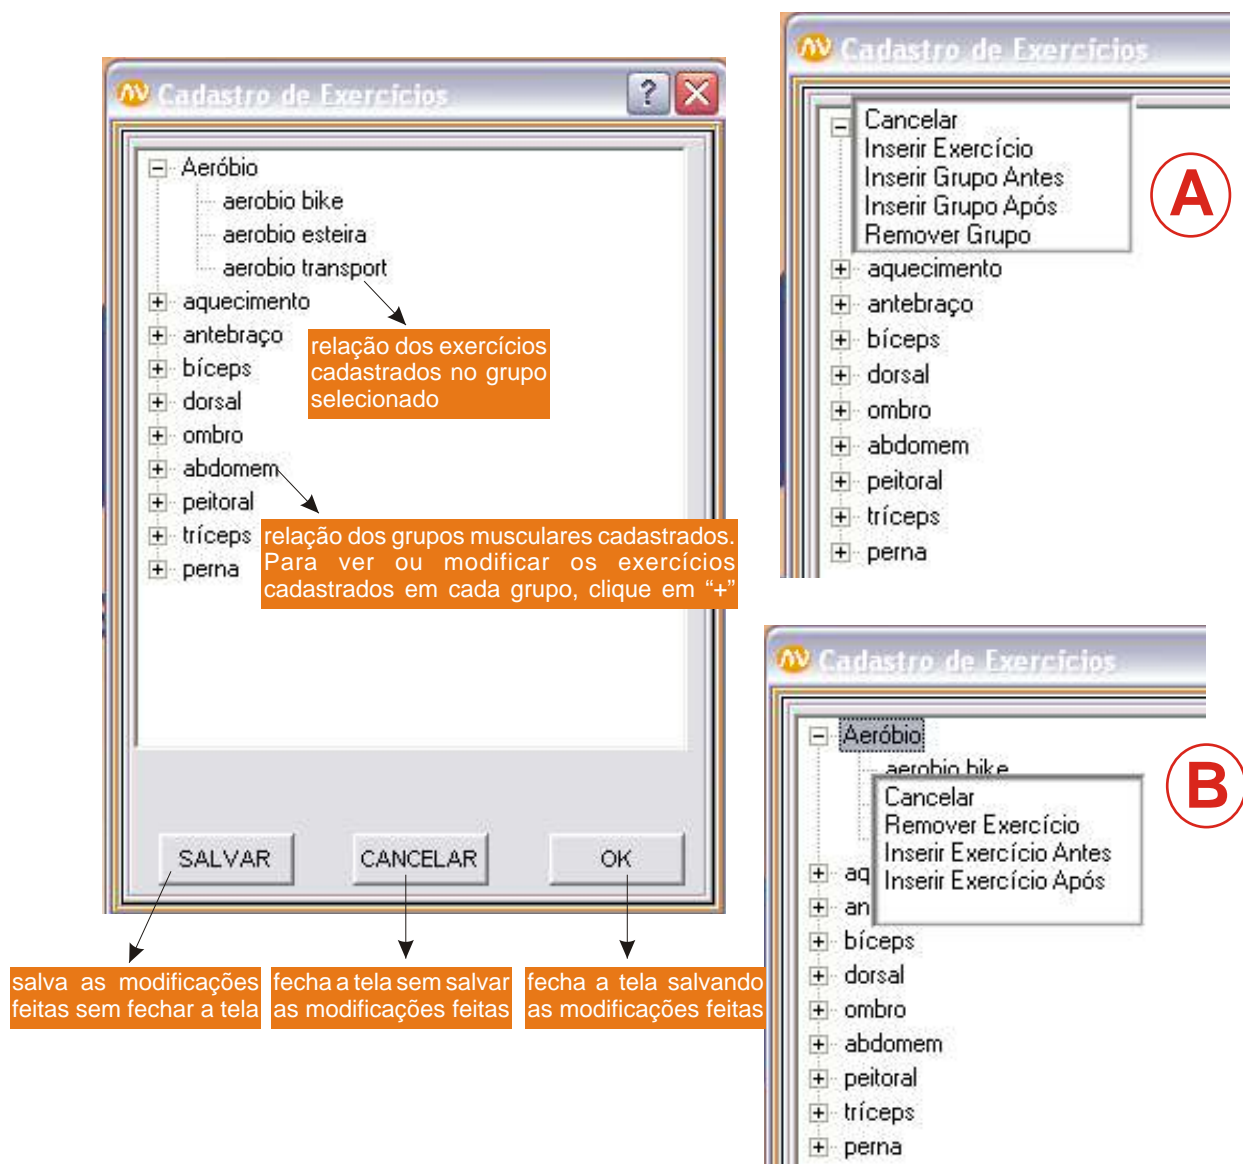 Cadastro de Exercícios
?
Aeróbio
aerobio bike
aerobio esteira
aerobio transport
aquecimento
antebraço
bíceps
dorsal
ombro
abdomem
peitoral
tríceps
perna
relação dos exercícios
cadastrados no grupo
selecionado
relação dos grupos musculares cadastrados.
Para ver ou modificar os exercícios
cadastrados em cada grupo, clique em “+”
SALVAR
CANCELAR
OK
salva as modificações
feitas sem fechar a tela
fecha a tela sem salvar
as modificações feitas
fecha a tela salvando
as modificações feitas
Cadastro de Exercícios
Cancelar
Inserir Exercício
Inserir Grupo Antes
Inserir Grupo Após
Remover Grupo
A
aquecimento
antebraço
bíceps
dorsal
ombro
abdomem
peitoral
tríceps
perna
Cadastro de Exercícios
Aeróbio
aerobio bike
Cancelar
Remover Exercício
Inserir Exercício Antes
Inserir Exercício Após
B
aq
an
bíceps
dorsal
ombro
abdomem
peitoral
tríceps
perna